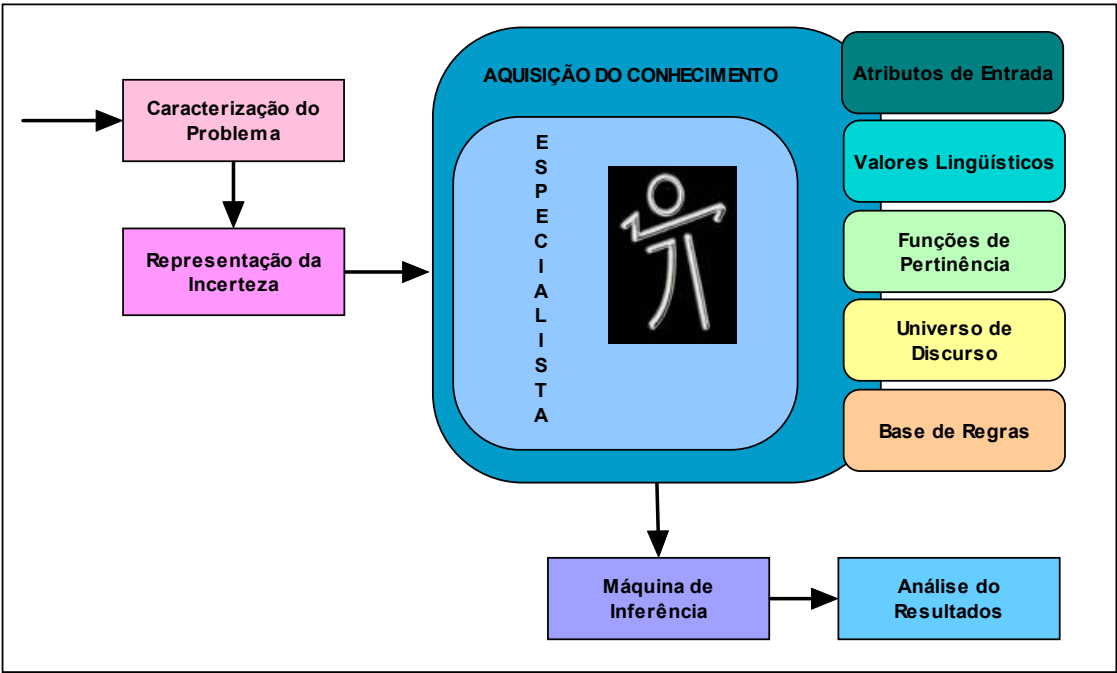 Caracterização do
Problema
Representação da
Incerteza
AQUISIÇÃO DO CONHECIMENTO
E
S
P
E
C
I
A
L
I
S
T
A
Atributos de Entrada
Valores Lingüísticos
Funções de
Pertinência
Universo de
Discurso
Base de Regras
Máquina de
Inferência
Análise do
Resultados